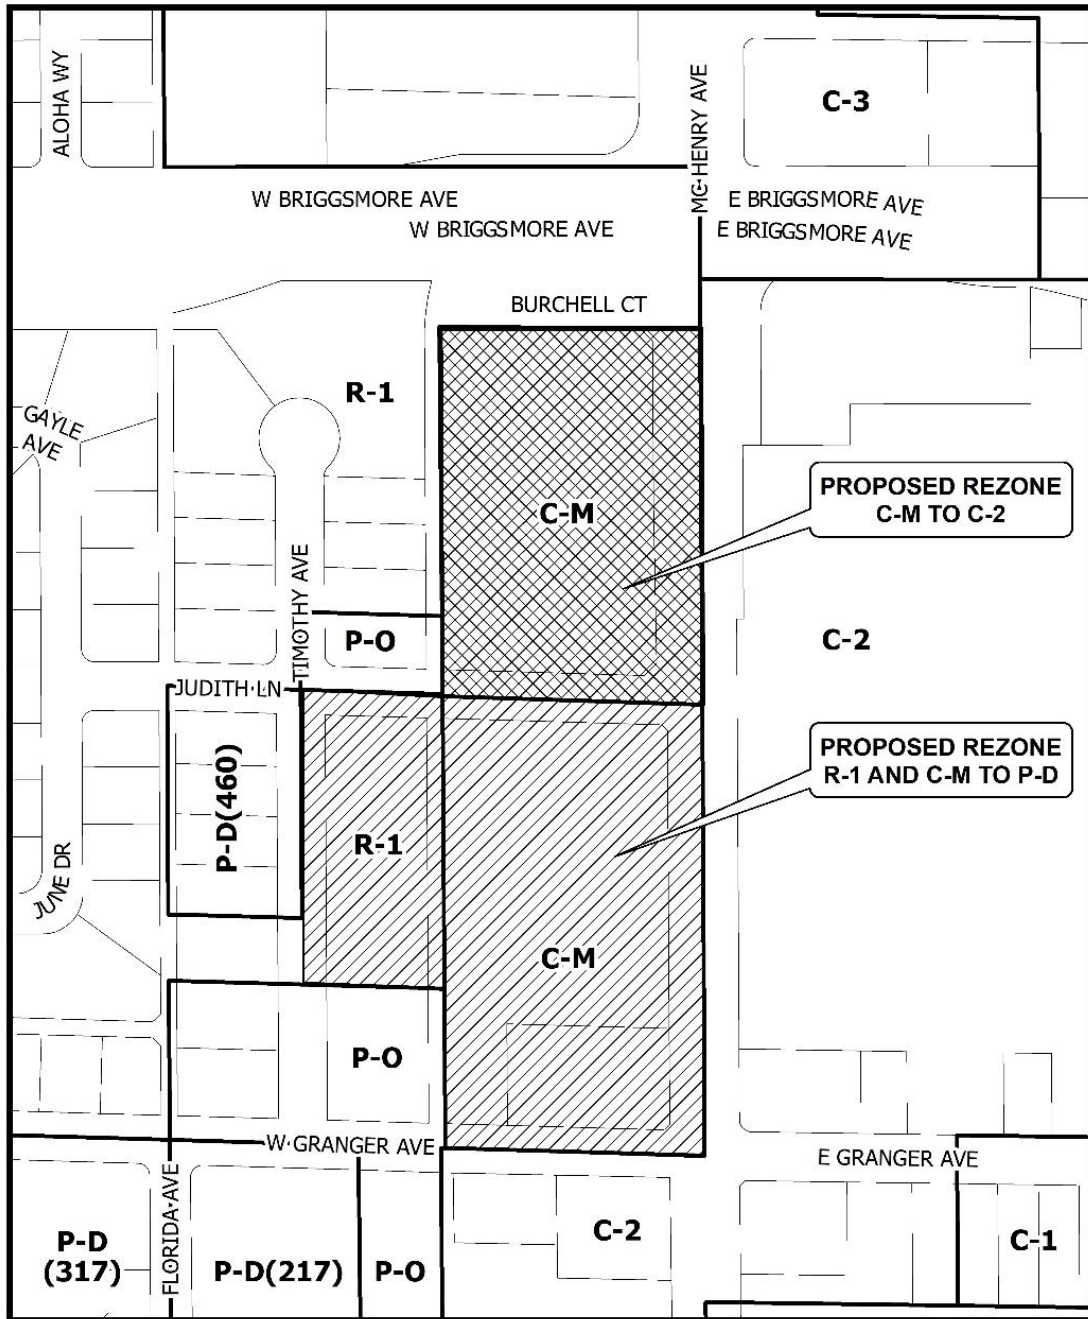 ALOHA WY
MC HENRY AVE
C-3
W BRIGGSMORE AVE
E BRIGGSMORE AVE
W BRIGGSMORE AVE
E BRIGGSMORE AVE
BURCHELL CT
R-1
GAYLE
AVE
C-M
PROPOSED REZONE
C-M TO C-2
TIMOTHY AVE
P-O
C-2
JUDITH LN
P-D(460)
PROPOSED REZONE
R-1 AND C-M TO P-D
R-1
JUNE DR
C-M
P-O
W GRANGER AVE
E GRANGER AVE
FLORIDA AVE
P-D
(317)
P-D(217)
P-O
C-2
C-1